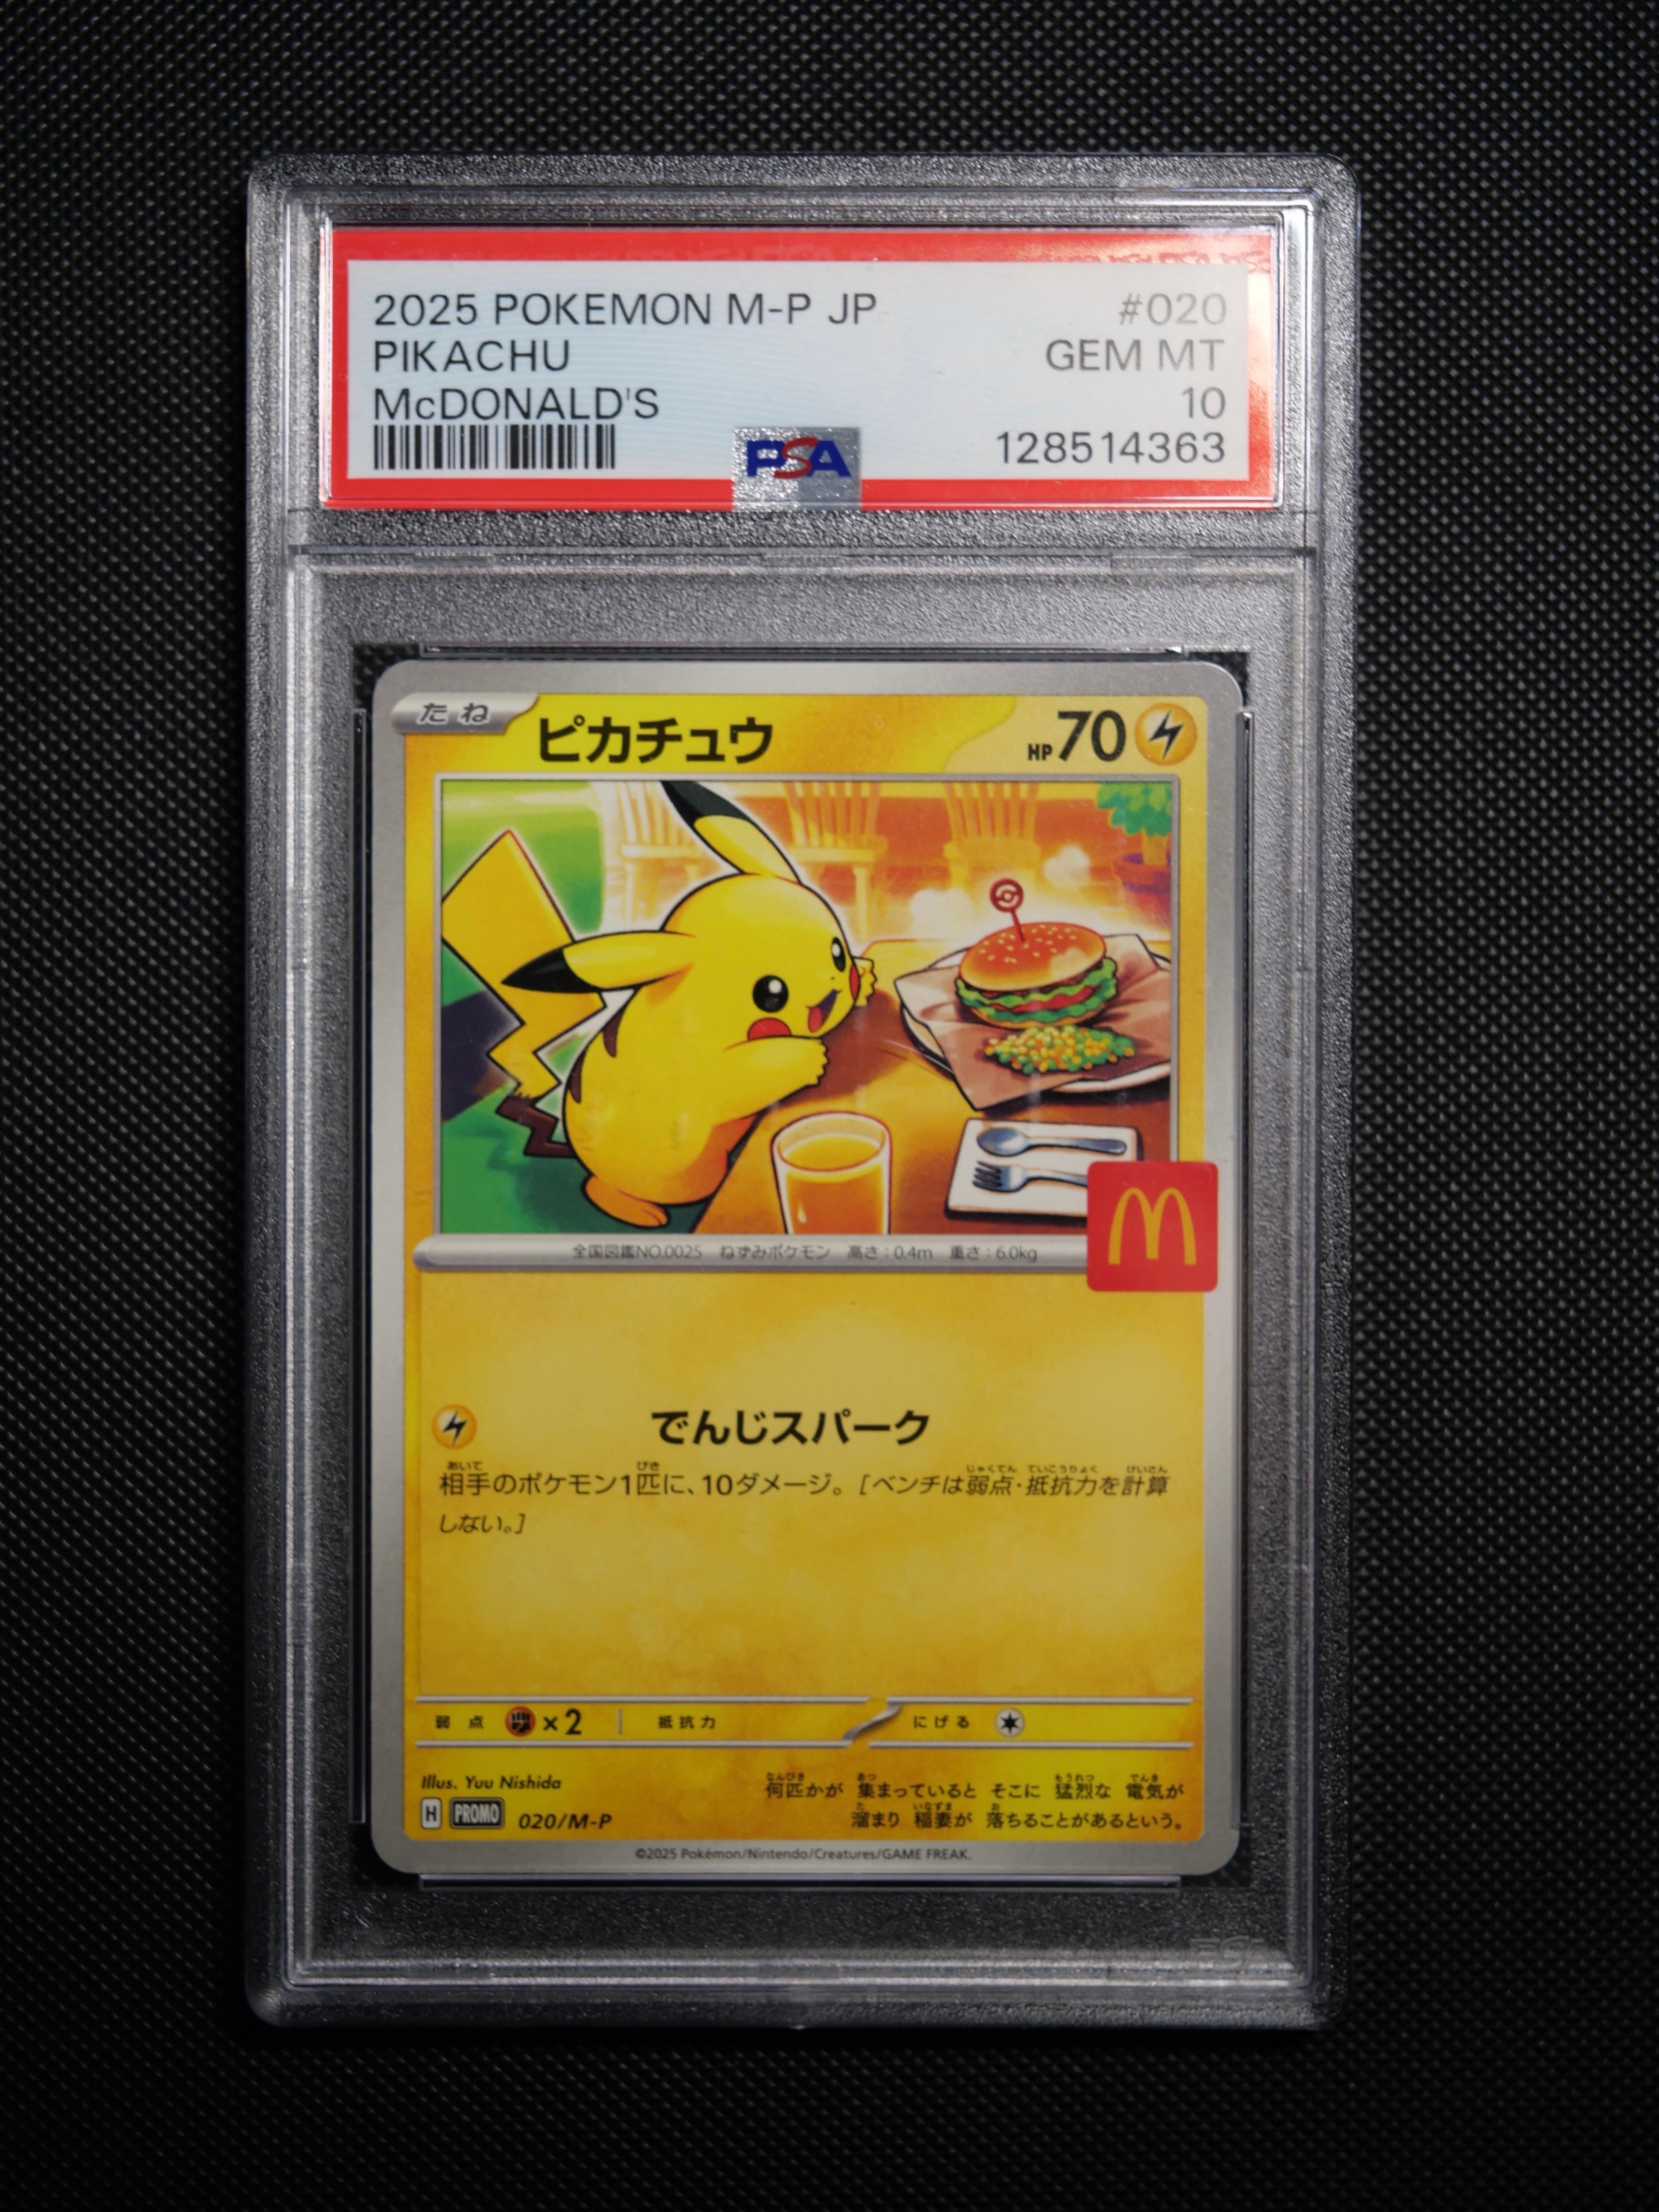 2025 POKEMON M-P JP #020
PIKACHU GEM MT
McDONALD'S 10
PSA 128514363
たね ピカチュウ HP70
全国図鑑NO.0025 ねずみポケモン 高さ:0.4m 重さ:6.0kg
でんじスパーク
相手のポケモン1匹に、10ダメージ。[ベンチは弱点・抵抗力を計算
しない。]
弱点 ×2 抵抗力 にげる
Illus. Yuu Nishida
H PROMO 020/M-P
何匹かが 集まっていると そこに 猛烈な 電気が
溜まり 稲妻が 落ちることがあるという。
©2025 Pokémon/Nintendo/Creatures/GAME FREAK.